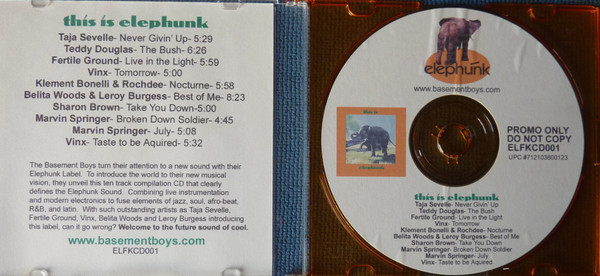 this is elephunk
Taja Sevelle- Never Givin' Up- 5:29
Teddy Douglas- The Bush- 6:26
Fertile Ground- Live in the Light- 5:59
Vinx- Tomorrow- 5:00
Klement Bonelli & Rochdee- Nocturne- 5:58
Belita Woods & Leroy Burgess- Best of Me- 8:23
Sharon Brown- Take You Down-5:00
Marvin Springer- Broken Down Soldier- 4:45
Marvin Springer- July- 5:08
Vinx- Taste to be Aquired- 5:32
The Basement Boys turn their attention to a new sound with their
Elephunk Label. To introduce the world to their new musical
vision, they unveil this ten track compilation CD that clearly
defines the Elephunk Sound. Combining live instrumentation
and modern electronics to fuse elements of jazz, soul, afro-beat,
R&B, and latin. With such outstanding artists as Taja Sevelle,
Fertile Ground, Vinx, Belita Woods and Leroy Burgess introducing
this label, can it go wrong? Welcome to the future sound of cool.
www.basementboys.com
ELFKCD001
elephunk
www.basementboys.com
this is
elephunk
PROMO ONLY
DO NOT COPY
ELFKCD001
UPC #712103600123
this is elephunk
Taja Sevelle- Never Givin' Up
Teddy Douglas- The Bush
Fertile Ground- Live in the Light
Vinx- Tomorrow
Klement Bonelli & Rochdee- Nocturne
Belita Woods & Leroy Burgess- Best of Me
Sharon Brown- Take You Down
Marvin Springer- Broken Down Soldier
Marvin Springer- July
Vinx- Taste to be Aquired